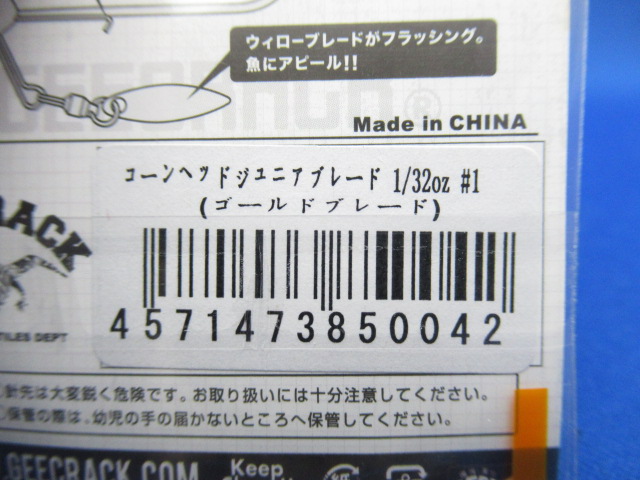 ウィローブレードがフラッシング。
魚にアピール!!
GEECRACK®
Made in CHINA
コーンヘッドジュニアブレード 1/32oz #1
(ゴールドブレード)
RACK
TILES DEPT
4571473850042
針先は大変鋭く危険です。お取り扱いには十分注意してください。
保管の際は、幼児の手の届かないところへ保管してください。
.GEECRACK.COM
Keep